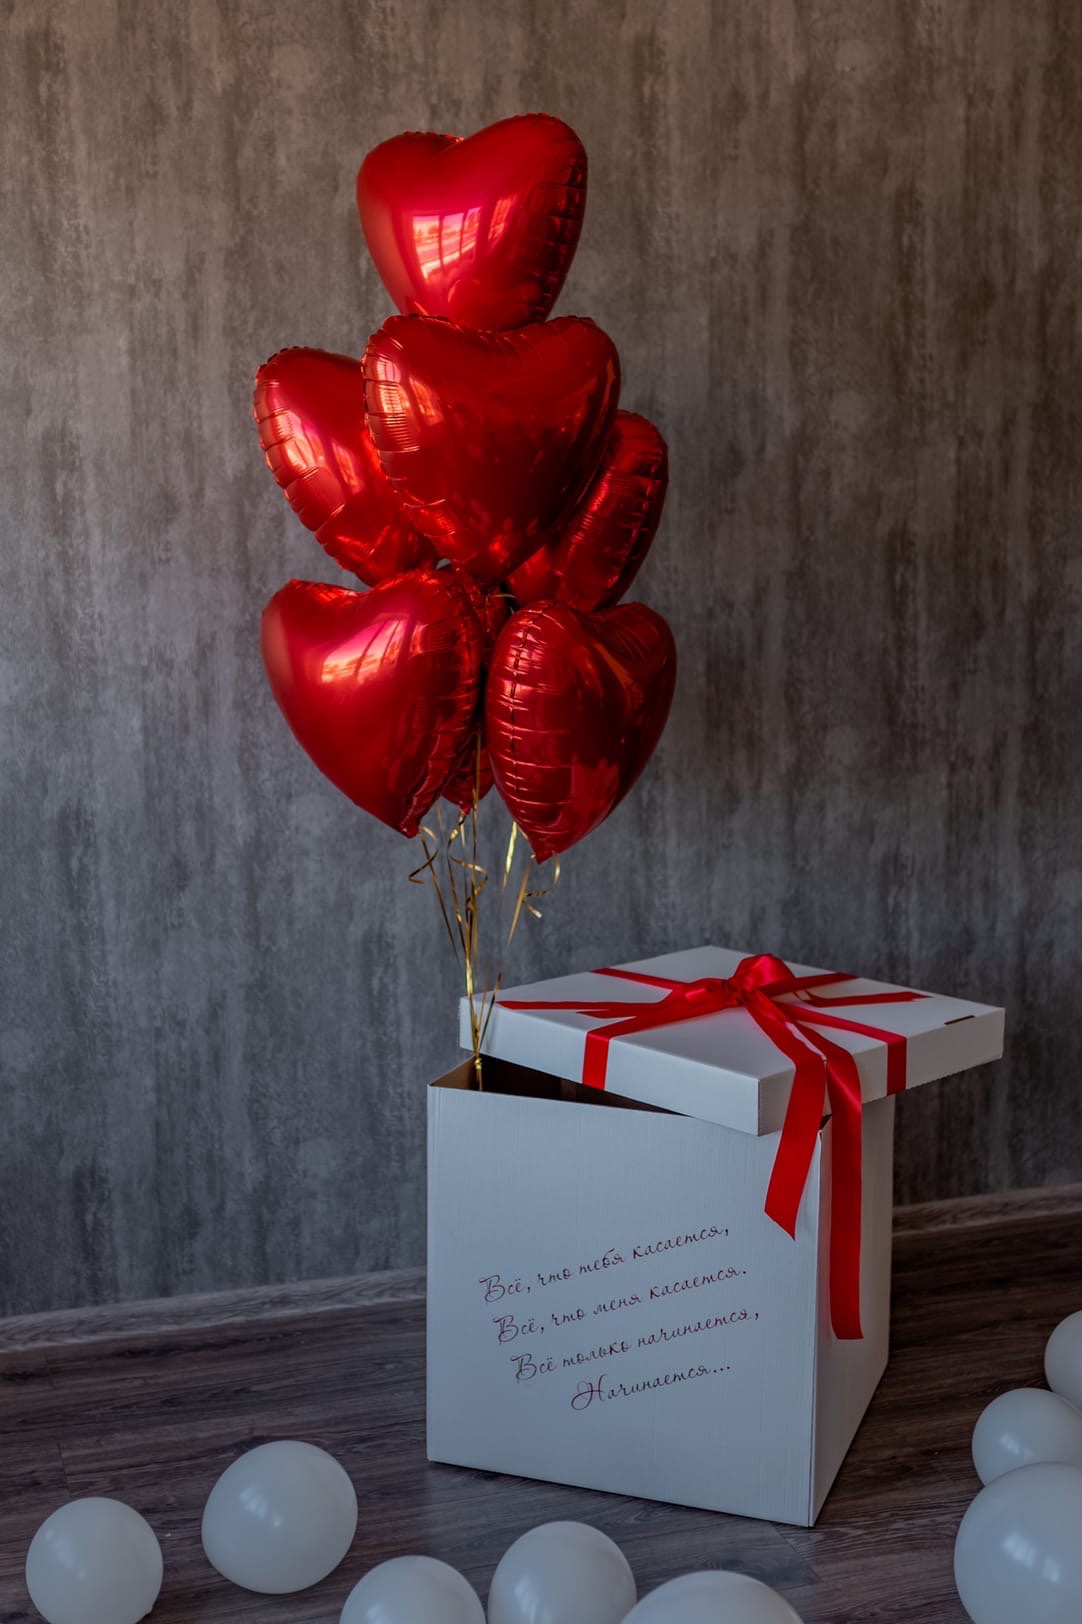 Всё, что тебя касается,
Всё, что меня касается.
Всё только начинается,
Начинается...